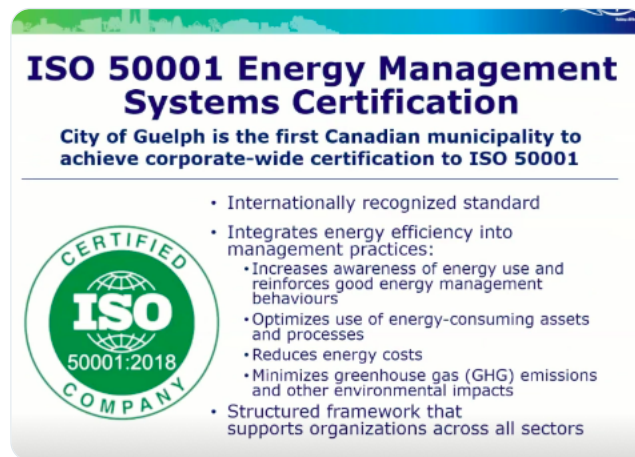 ISO 50001 Energy Management
Systems Certification
City of Guelph is the first Canadian municipality to
achieve corporate-wide certification to ISO 50001
• Internationally recognized standard
• Integrates energy efficiency into
management practices:
• Increases awareness of energy use and
reinforces good energy management
behaviours
• Optimizes use of energy-consuming assets
and processes
• Reduces energy costs
• Minimizes greenhouse gas (GHG) emissions
and other environmental impacts
• Structured framework that
supports organizations across all sectors
CERTIFIED
ISO
50001:2018
COMPANY